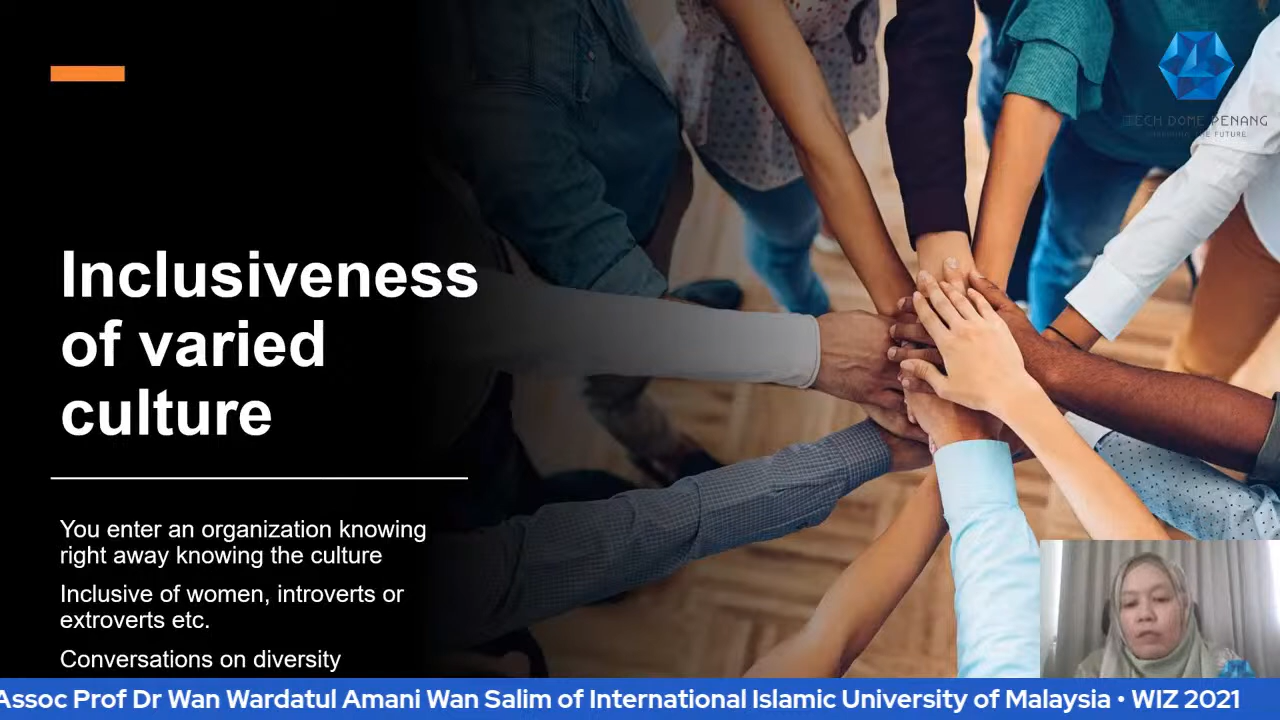 TECH DOME PENANG
Inclusiveness
of varied
culture
You enter an organization knowing
right away knowing the culture
Inclusive of women, introverts or
extroverts etc.
Conversations on diversity
Assoc Prof Dr Wan Wardatul Amani Wan Salim of International Islamic University of Malaysia • WIZ 2021